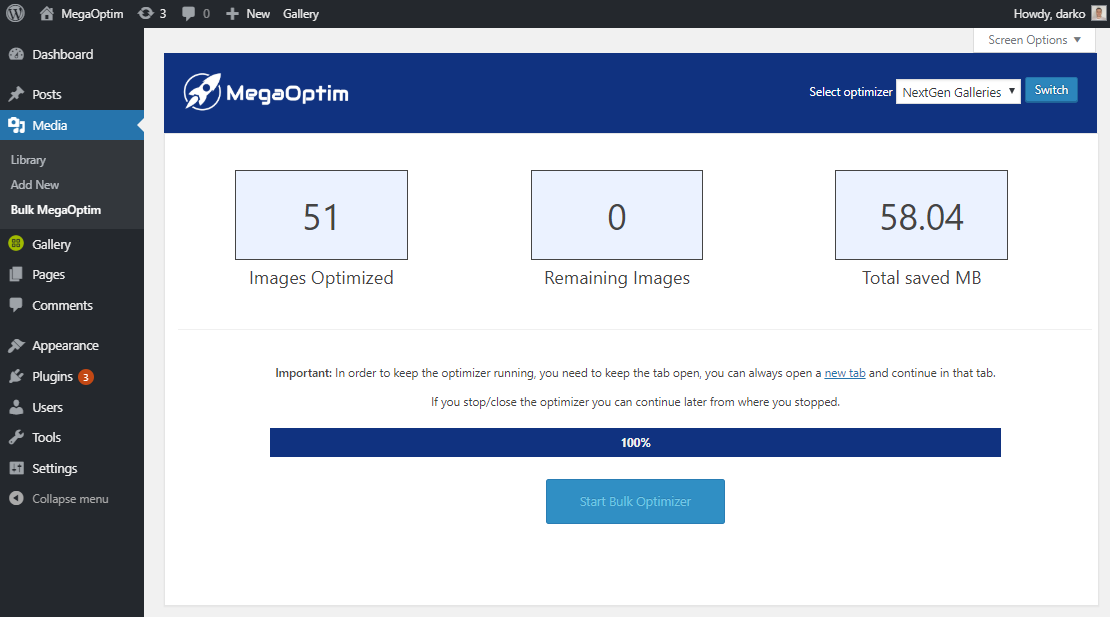 MegaOptim 3 0 New Gallery Howdy, darko
Screen Options
Dashboard
Posts
Media
Library
Add New
Bulk MegaOptim
Gallery
Pages
Comments
Appearance
Plugins 3
Users
Tools
Settings
Collapse menu
MegaOptim
Select optimizer NextGen Galleries Switch
51
Images Optimized
0
Remaining Images
58.04
Total saved MB
Important: In order to keep the optimizer running, you need to keep the tab open, you can always open a new tab and continue in that tab.
If you stop/close the optimizer you can continue later from where you stopped.
100%
Start Bulk Optimizer